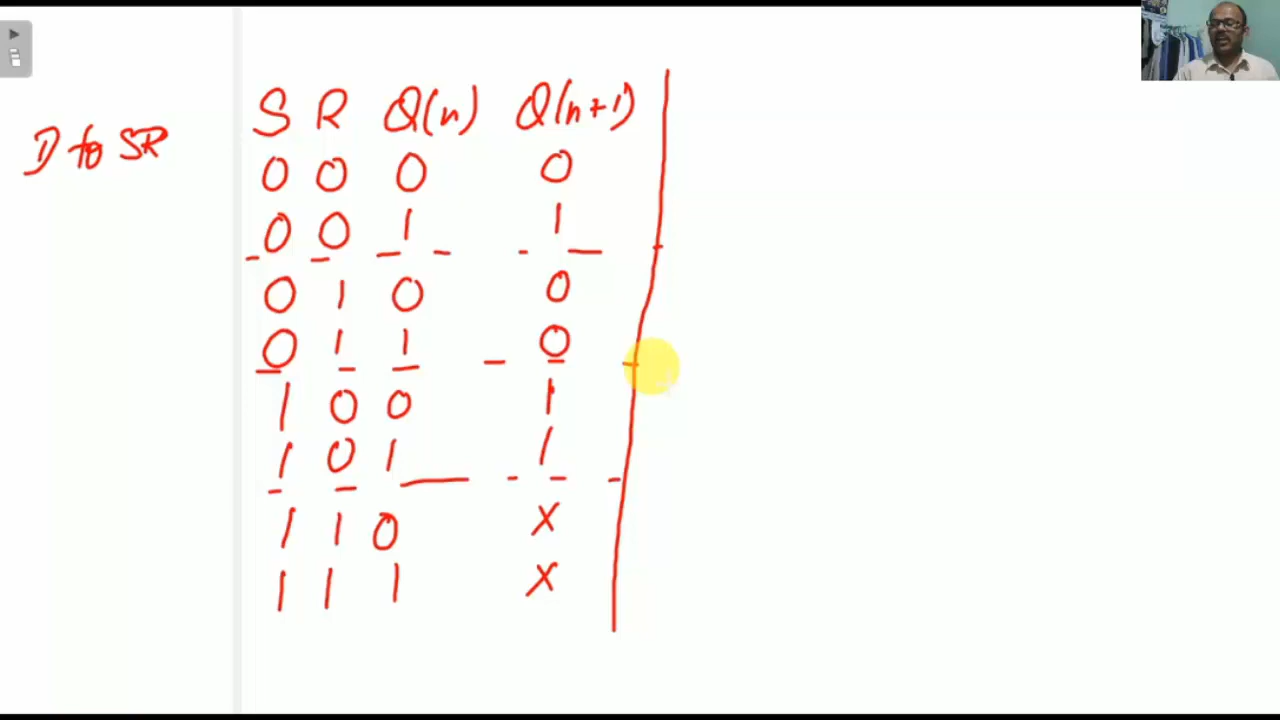 D to SR
S R Q(n) Q(n+1)
0 0 0 0
0 0 1 1
0 1 0 0
0 1 1 0
1 0 0 1
1 0 1 1
1 1 0 X
1 1 1 X